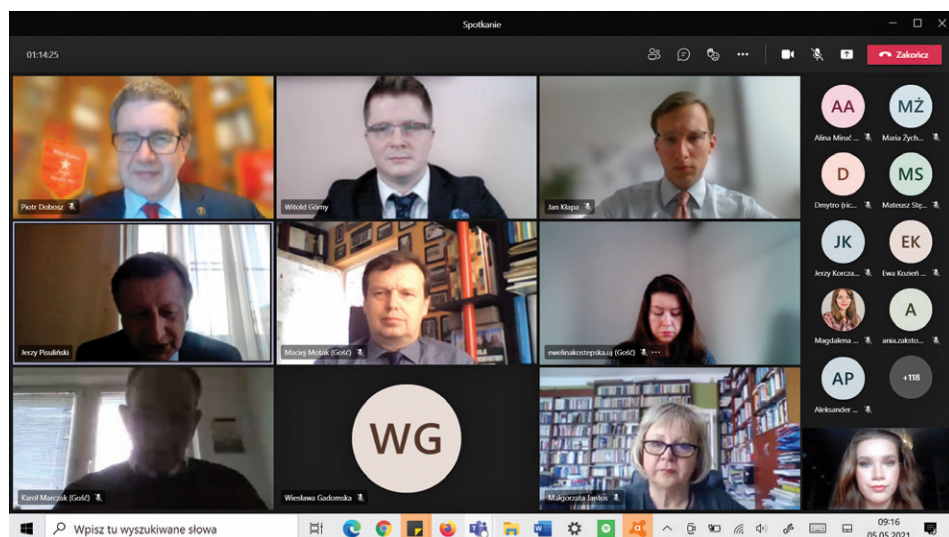 Spotkanie
01:14:25
Zakończ
Piotr Dobosz
Witold Górny
Jan Kłapa
AA
MŻ
Alina Miruć ...
Maria Żych...
D
MS
Dmytro (ric...
Mateusz Stę...
Jerzy Pisuliński
Maciej Motak (Gość)
ewelinakostepska.uj (Gość) ...
JK
EK
Jerzy Korcza...
Ewa Kozień ...
A
Magdalena ...
ania.zaksto...
AP
+118
Aleksander ...
Karol Marczak (Gość)
WG
Wiesława Gadomska
Małgorzata Jantos
Wpisz tu wyszukiwane słowa
09:16
05.05.2021